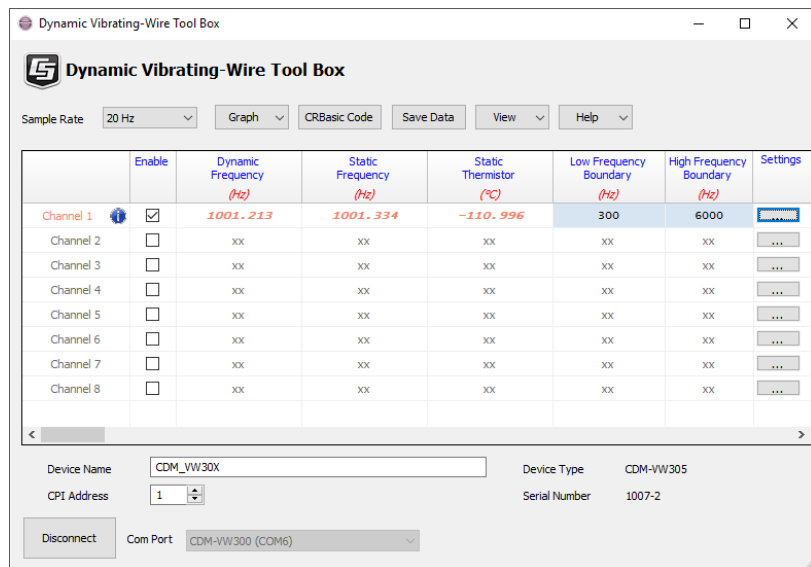 Dynamic Vibrating-Wire Tool Box
Dynamic Vibrating-Wire Tool Box
Sample Rate 20 Hz Graph CRBasic Code Save Data View Help
Enable Dynamic Frequency (Hz) Static Frequency (Hz) Static Thermistor (ºC) Low Frequency Boundary (Hz) High Frequency Boundary (Hz) Settings
Channel 1 1001.213 1001.334 -110.996 300 6000 ...
Channel 2 xx xx xx xx xx ...
Channel 3 xx xx xx xx xx ...
Channel 4 xx xx xx xx xx ...
Channel 5 xx xx xx xx xx ...
Channel 6 xx xx xx xx xx ...
Channel 7 xx xx xx xx xx ...
Channel 8 xx xx xx xx xx ...
Device Name CDM_VW30X Device Type CDM-VW305
CPI Address 1 Serial Number 1007-2
Disconnect Com Port CDM-VW300 (COM6)